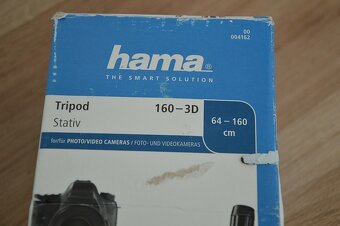 00
004162
hama®
THE SMART SOLUTION
Tripod 160-3D
Stativ
64-160
cm
for/für PHOTO/VIDEO CAMERAS / FOTO- UND VIDEOKAMERAS